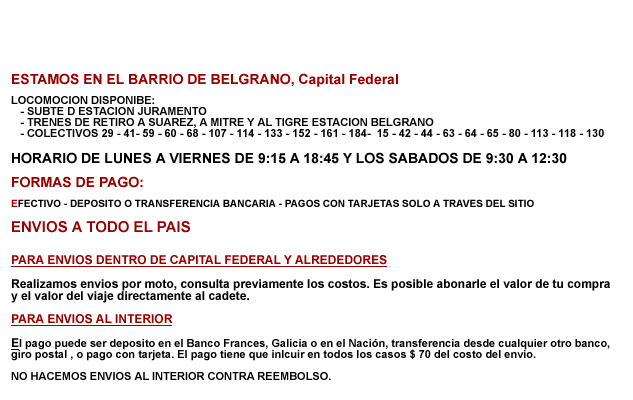 ESTAMOS EN EL BARRIO DE BELGRANO, Capital Federal
LOCOMOCION DISPONIBE:
- SUBTE D ESTACION JURAMENTO
- TRENES DE RETIRO A SUAREZ, A MITRE Y AL TIGRE ESTACION BELGRANO
- COLECTIVOS 29 - 41- 59 - 60 - 68 - 107 - 114 - 133 - 152 - 161 - 184-  15 - 42 - 44 - 63 - 64 - 65 - 80 - 113 - 118 - 130
HORARIO DE LUNES A VIERNES DE 9:15 A 18:45 Y LOS SABADOS DE 9:30 A 12:30
FORMAS DE PAGO:
EFECTIVO - DEPOSITO O TRANSFERENCIA BANCARIA - PAGOS CON TARJETAS SOLO A TRAVES DEL SITIO
ENVIOS A TODO EL PAIS
PARA ENVIOS DENTRO DE CAPITAL FEDERAL Y ALREDEDORES
Realizamos envios por moto, consulta previamente los costos. Es posible abonarle el valor de tu compra
y el valor del viaje directamente al cadete.
PARA ENVIOS AL INTERIOR
El pago puede ser deposito en el Banco Frances, Galicia o en el Nación, transferencia desde cualquier otro banco,
giro postal , o pago con tarjeta. El pago tiene que inlcuir en todos los casos $ 70 del costo del envío.
NO HACEMOS ENVIOS AL INTERIOR CONTRA REEMBOLSO.